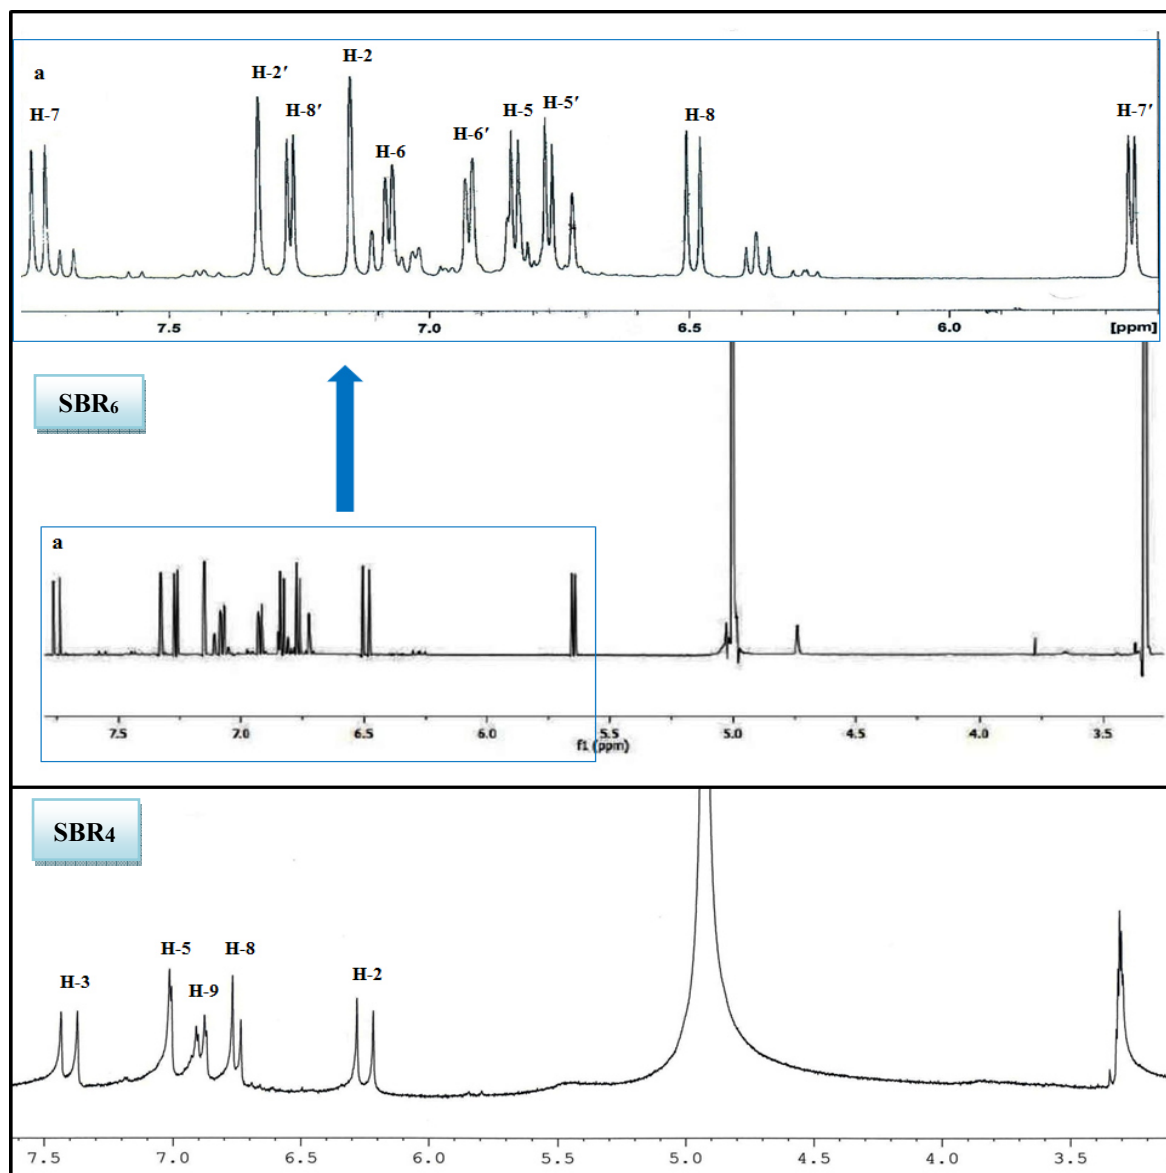 a
H-7
H-2′
H-8′
H-2
H-6
H-6′
H-5
H-5′
H-8
H-7′
7.5 7.0 6.5 6.0 [ppm]
SBR₆
a
7.5 7.0 6.5 6.0 5.5 5.0 4.5 4.0 3.5
f1 (ppm)
SBR₄
H-3
H-5
H-9
H-8
H-2
7.5 7.0 6.5 6.0 5.5 5.0 4.5 4.0 3.5